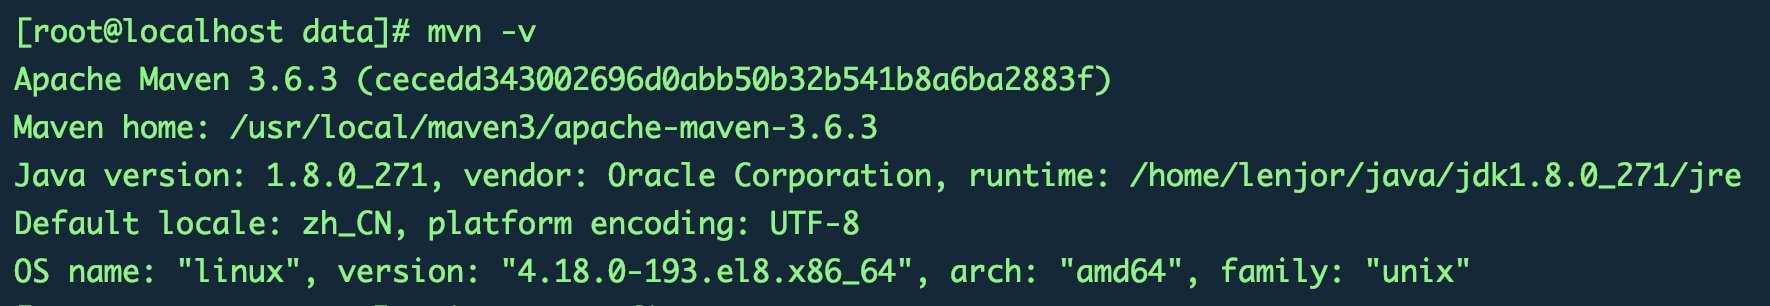 [root@localhost data]# mvn -v
Apache Maven 3.6.3 (cecedd343002696d0abb50b32b541b8a6ba2883f)
Maven home: /usr/local/maven3/apache-maven-3.6.3
Java version: 1.8.0_271, vendor: Oracle Corporation, runtime: /home/lenjor/java/jdk1.8.0_271/jre
Default locale: zh_CN, platform encoding: UTF-8
OS name: "linux", version: "4.18.0-193.el8.x86_64", arch: "amd64", family: "unix"